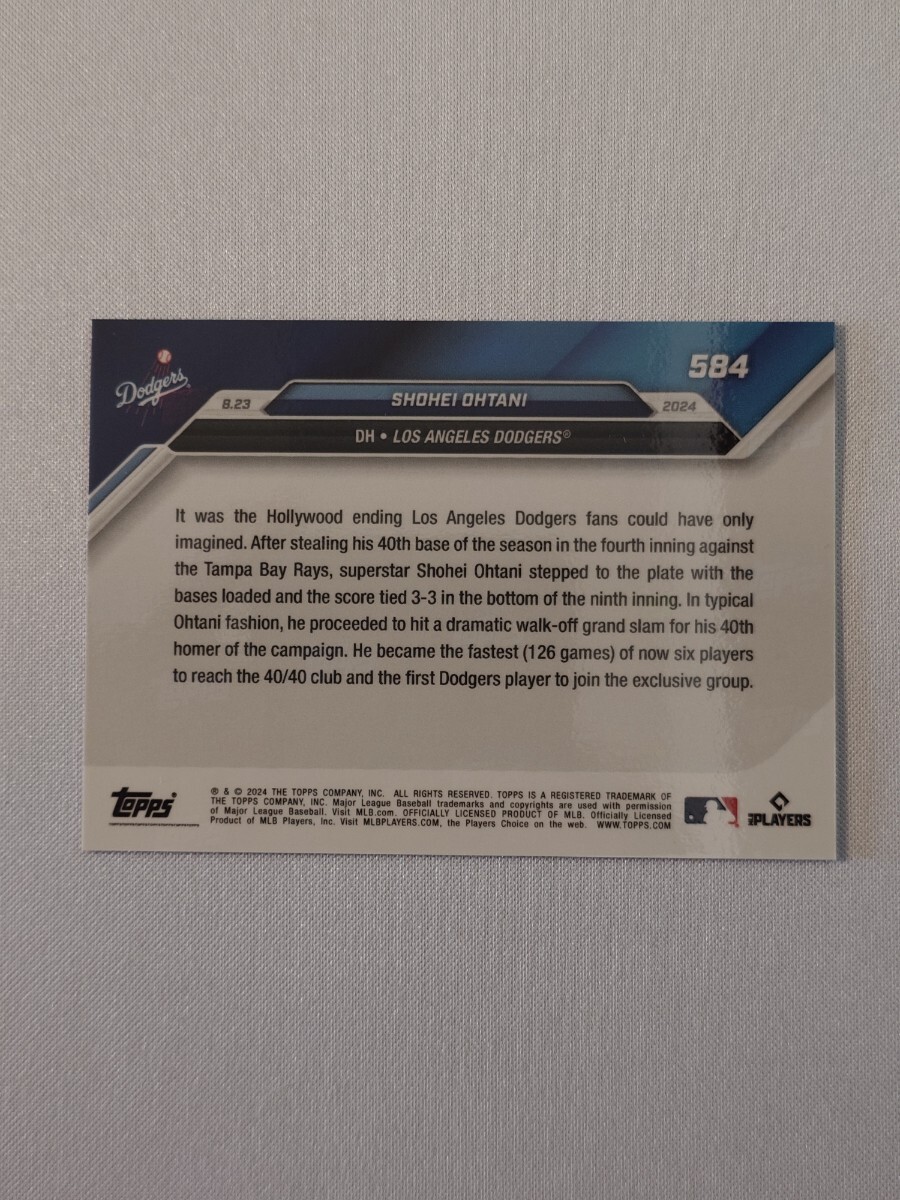 Dodgers
584
8.23
SHOHEI OHTANI
2024
DH • LOS ANGELES DODGERS®
It was the Hollywood ending Los Angeles Dodgers fans could have only
imagined. After stealing his 40th base of the season in the fourth inning against
the Tampa Bay Rays, superstar Shohei Ohtani stepped to the plate with the
bases loaded and the score tied 3-3 in the bottom of the ninth inning. In typical
Ohtani fashion, he proceeded to hit a dramatic walk-off grand slam for his 40th
homer of the campaign. He became the fastest (126 games) of now six players
to reach the 40/40 club and the first Dodgers player to join the exclusive group.
topps®
® & © 2024 THE TOPPS COMPANY, INC. ALL RIGHTS RESERVED. TOPPS IS A REGISTERED TRADEMARK OF
THE TOPPS COMPANY, INC. Major League Baseball trademarks and copyrights are used with permission
of Major League Baseball. Visit MLB.com. OFFICIALLY LICENSED PRODUCT OF MLB. Officially Licensed
Product of MLB Players, Inc. Visit MLBPLAYERS.COM, the Players Choice on the web. WWW.TOPPS.COM
MLB PLAYERS